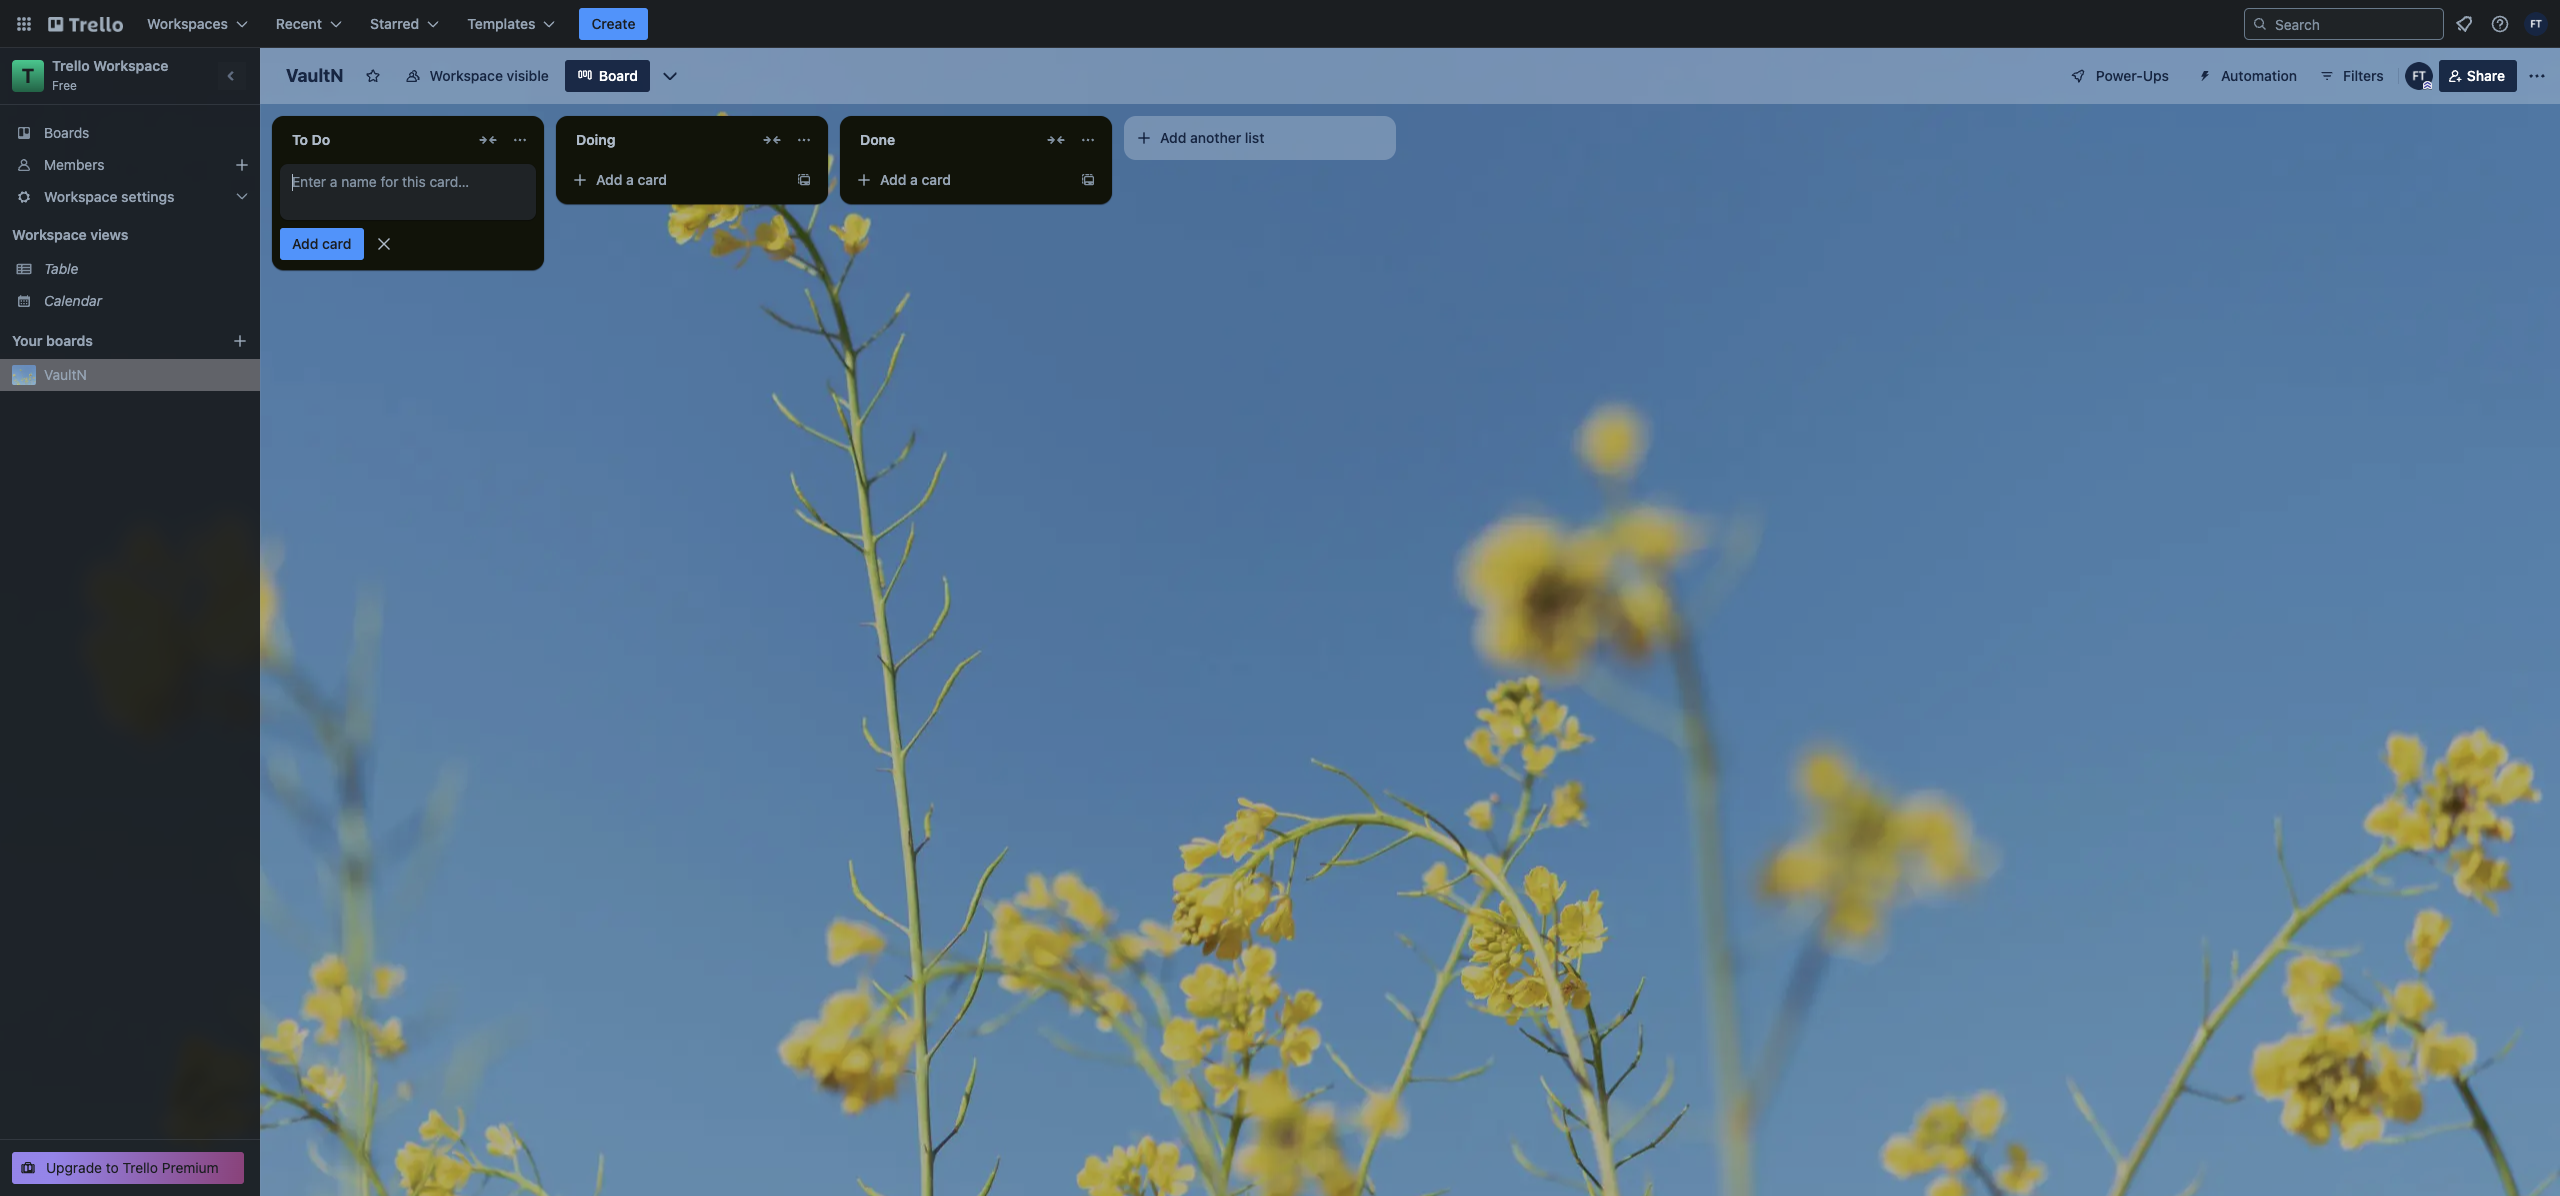 Trello
Workspaces
Recent
Starred
Templates
Create
Search
FT
T
Trello Workspace
Free
VaultN
Workspace visible
Board
Power-Ups
Automation
Filters
FT
Share
Boards
Members
Workspace settings
Workspace views
Table
Calendar
Your boards
VaultN
To Do
Enter a name for this card...
Add card
Doing
Add a card
Done
Add a card
Add another list
Upgrade to Trello Premium